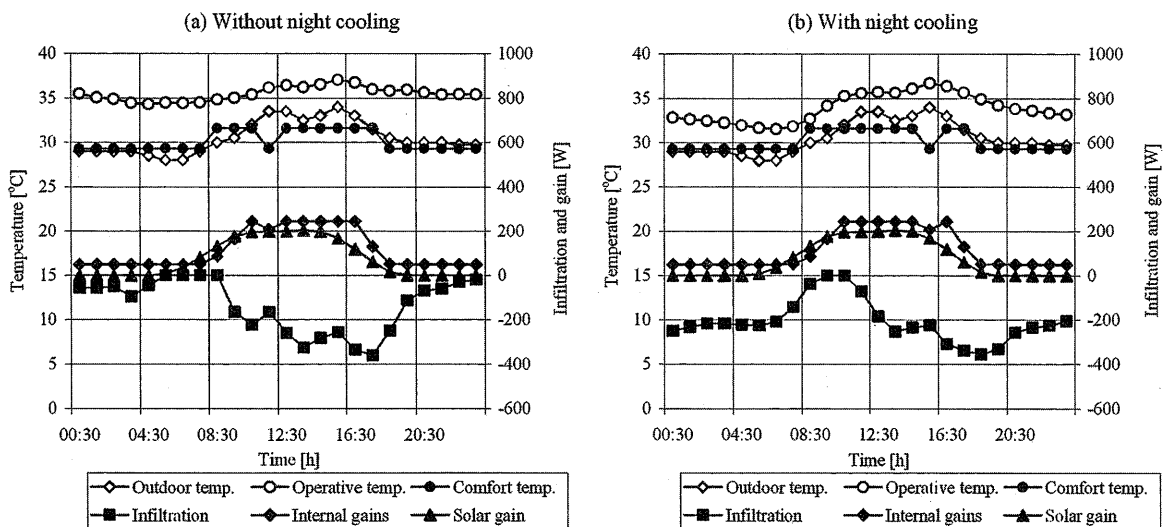 (a) Without night cooling
(b) With night cooling
40
35
30
25
20
15
10
5
0
Temperature [°C]
1000
800
600
400
200
0
-200
-400
-600
Infiltration and gain [W]
00:30 04:30 08:30 12:30 16:30 20:30
Time [h]
Outdoor temp. Operative temp. Comfort temp.
Infiltration Internal gains Solar gain
40
35
30
25
20
15
10
5
0
Temperature [°C]
1000
800
600
400
200
0
-200
-400
-600
Infiltration and gain [W]
00:30 04:30 08:30 12:30 16:30 20:30
Time [h]
Outdoor temp. Operative temp. Comfort temp.
Infiltration Internal gains Solar gain